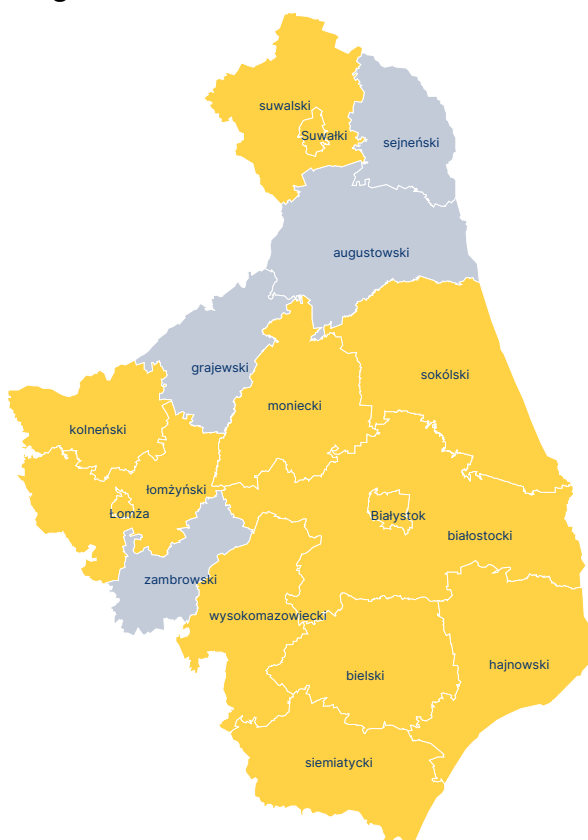 suwalski
Suwałki
sejneński
augustowski
grajewski
sokólski
moniecki
kolneński
łomżyński
Łomża
Białystok
białostocki
zambrowski
wysokomazowiecki
hajnowski
bielski
siemiatycki